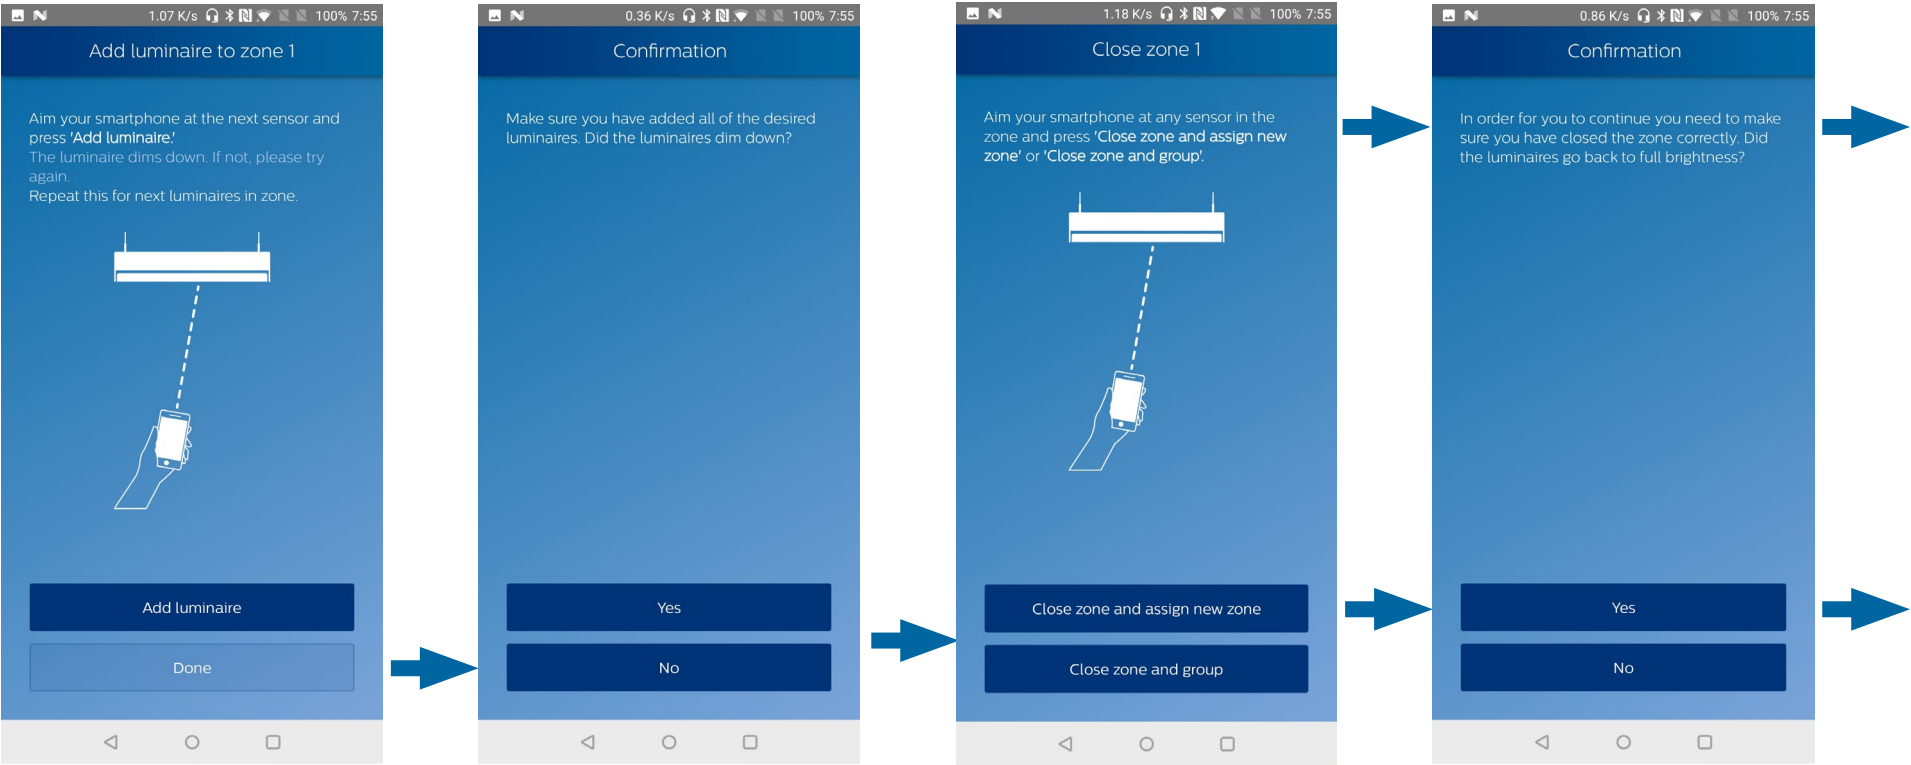 1.07 K/s 100% 7:55
Add luminaire to zone 1
Aim your smartphone at the next sensor and
press 'Add luminaire.'
The luminaire dims down. If not, please try
again.
Repeat this for next luminaires in zone.
Add luminaire
Done
0.36 K/s 100% 7:55
Confirmation
Make sure you have added all of the desired
luminaires. Did the luminaires dim down?
Yes
No
1.18 K/s 100% 7:55
Close zone 1
Aim your smartphone at any sensor in the
zone and press 'Close zone and assign new
zone' or 'Close zone and group'.
Close zone and assign new zone
Close zone and group
0.86 K/s 100% 7:55
Confirmation
In order for you to continue you need to make
sure you have closed the zone correctly. Did
the luminaires go back to full brightness?
Yes
No